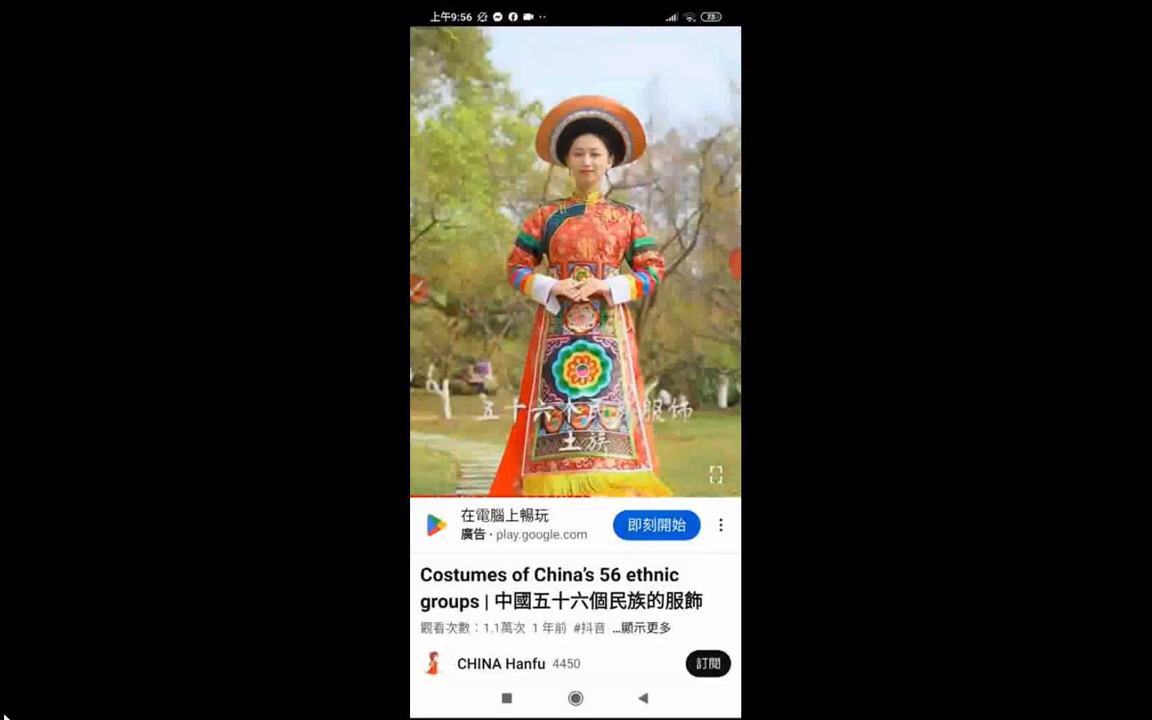 上午9:56
73
五十六个民族服饰
土族
在電腦上暢玩
廣告 · play.google.com
即刻開始
Costumes of China's 56 ethnic
groups | 中國五十六個民族的服飾
觀看次數：1.1萬次 1 年前 #抖音 ...顯示更多
CHINA Hanfu 4450
訂閱